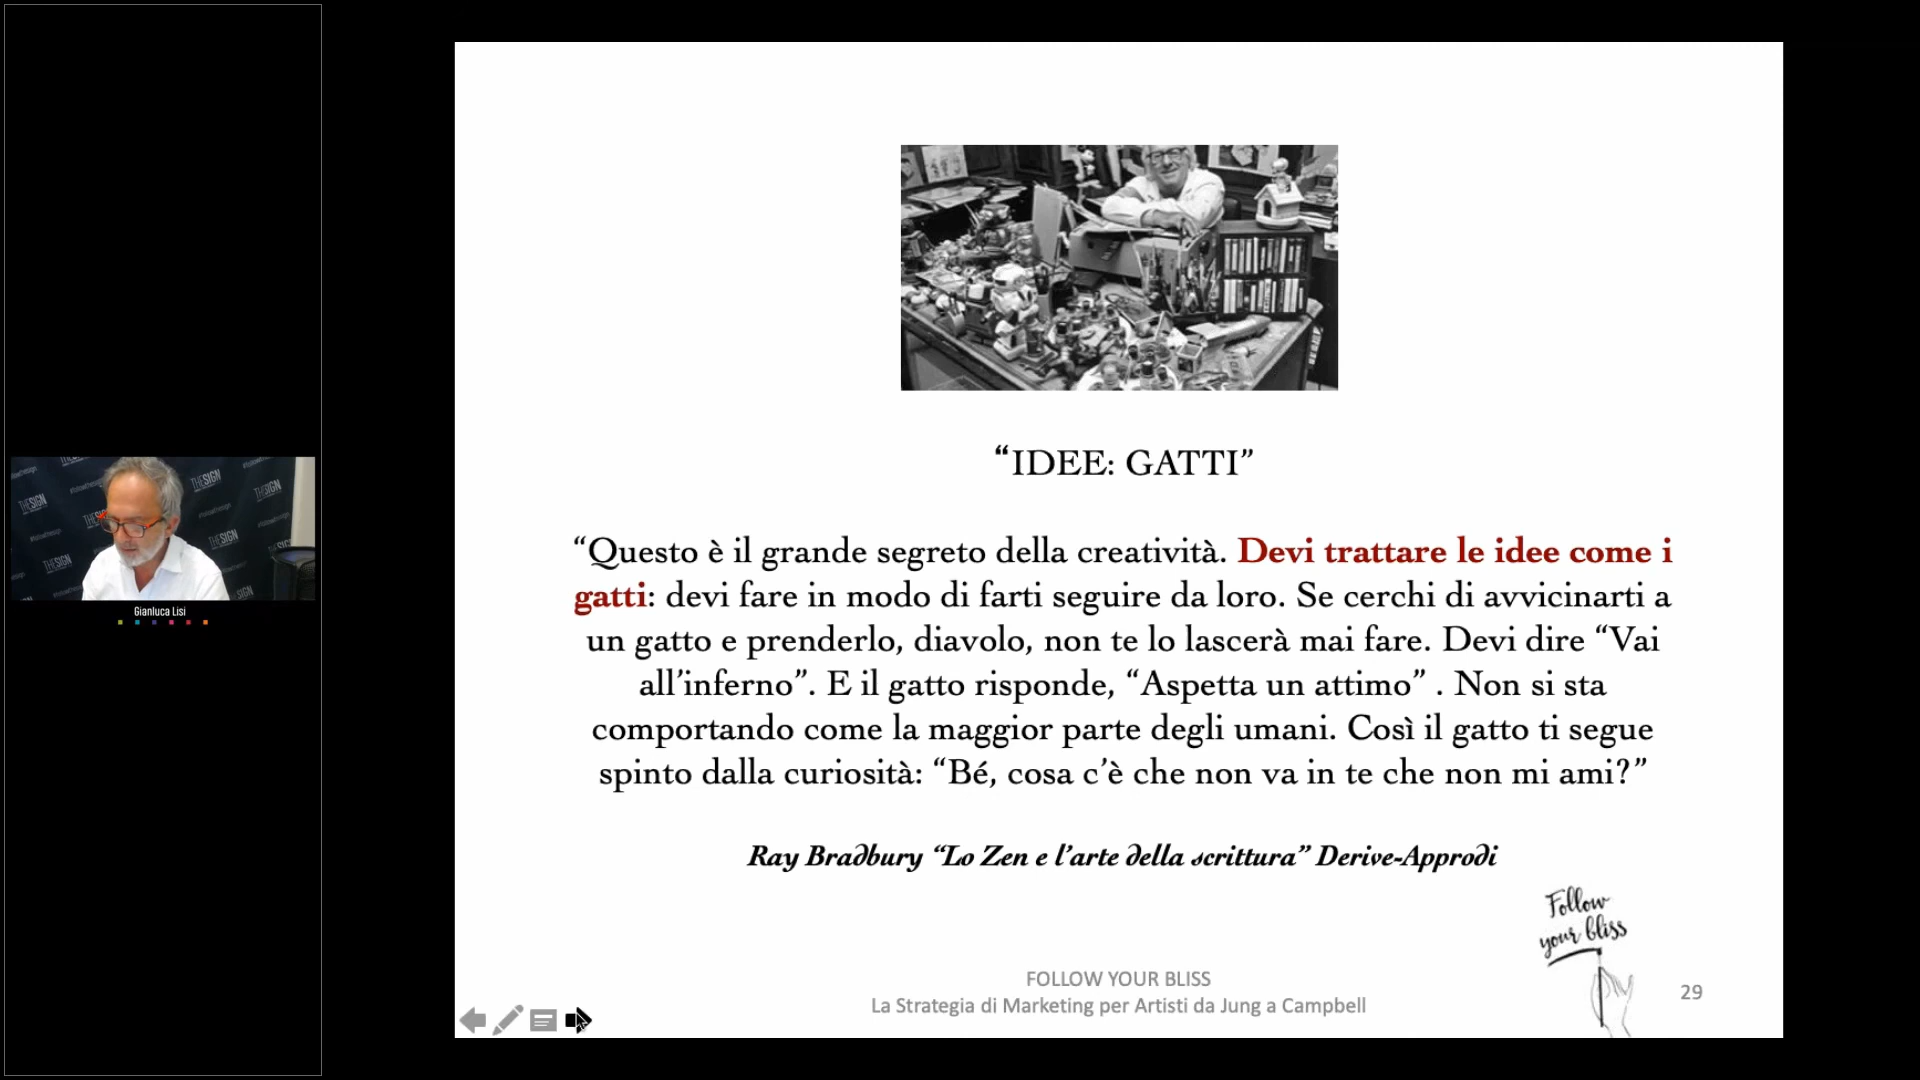 “IDEE: GATTI”
“Questo è il grande segreto della creatività. Devi trattare le idee come i
gatti: devi fare in modo di farti seguire da loro. Se cerchi di avvicinarti a
un gatto e prenderlo, diavolo, non te lo lascerà mai fare. Devi dire “Vai
all’inferno”. E il gatto risponde, “Aspetta un attimo” . Non si sta
comportando come la maggior parte degli umani. Così il gatto ti segue
spinto dalla curiosità: “Bé, cosa c’è che non va in te che non mi ami?”
Ray Bradbury “Lo Zen e l’arte della scrittura” Derive-Approdi
Follow
your bliss
FOLLOW YOUR BLISS
La Strategia di Marketing per Artisti da Jung a Campbell
29
THESIGN
THESIGN
THESIGN
THESIGN
THESIGN
Gianluca Lisi